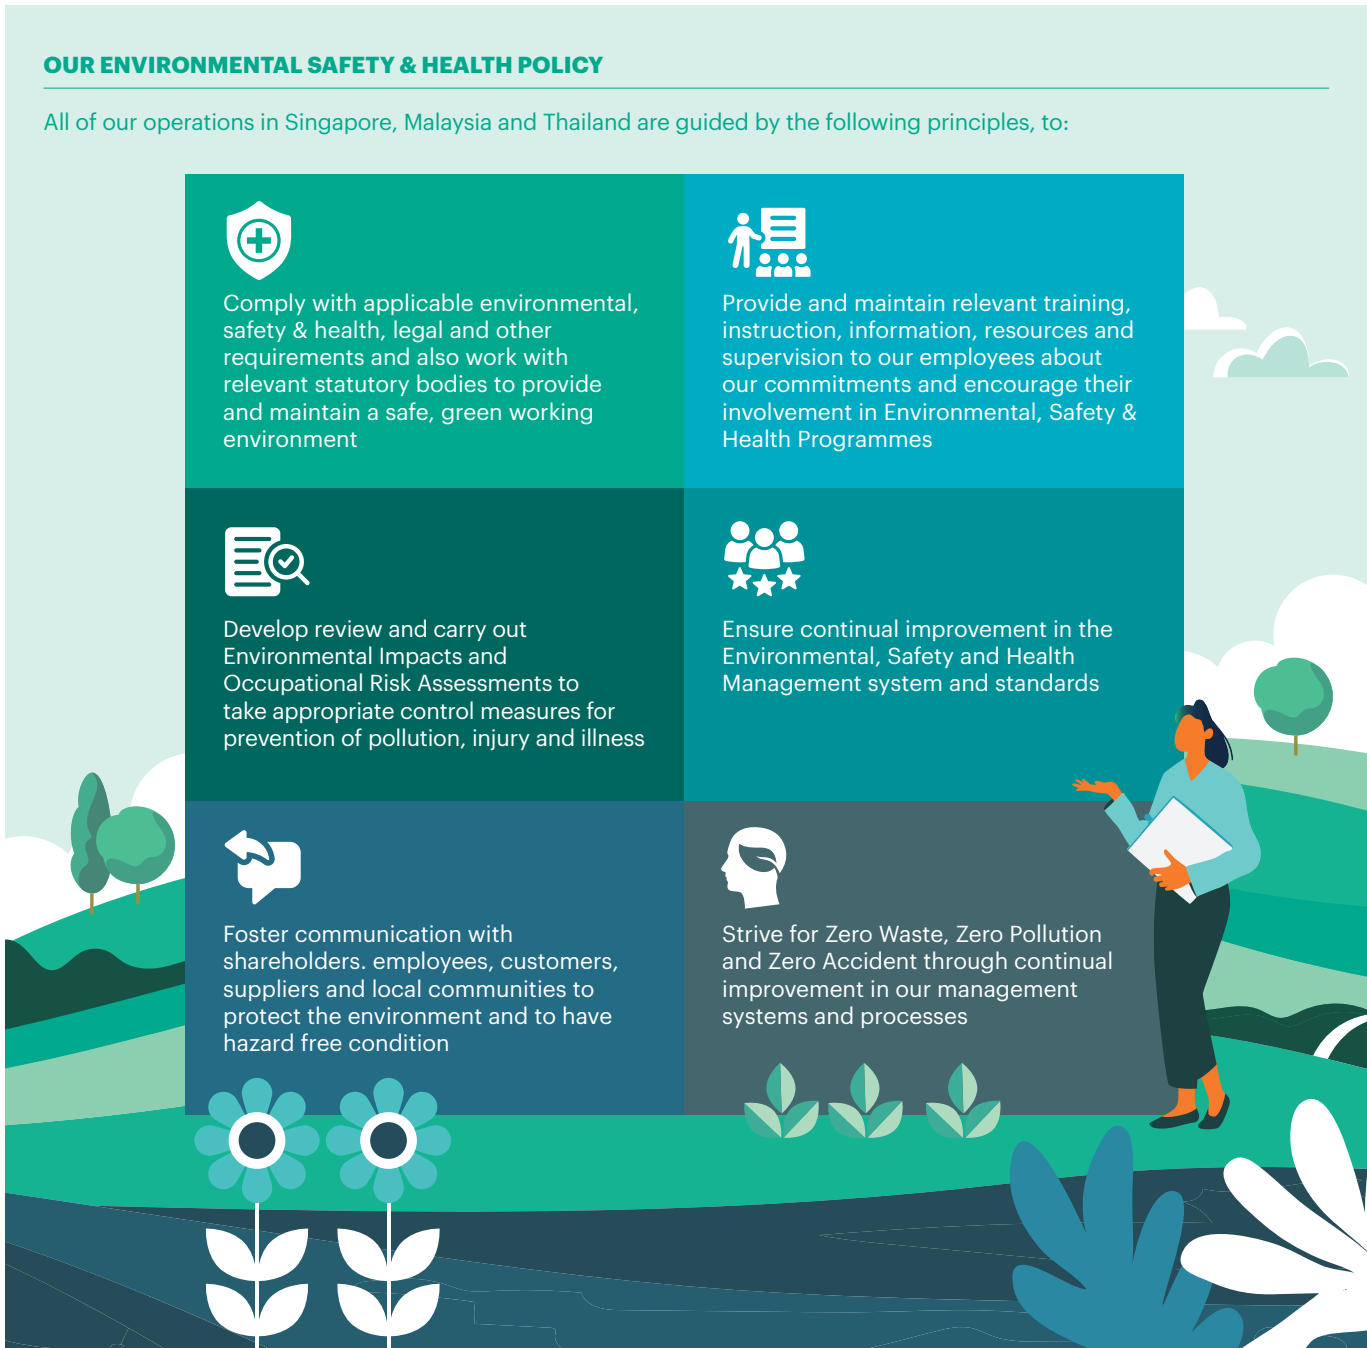 OUR ENVIRONMENTAL SAFETY & HEALTH POLICY
All of our operations in Singapore, Malaysia and Thailand are guided by the following principles, to:
Comply with applicable environmental,
safety & health, legal and other
requirements and also work with
relevant statutory bodies to provide
and maintain a safe, green working
environment
Provide and maintain relevant training,
instruction, information, resources and
supervision to our employees about
our commitments and encourage their
involvement in Environmental, Safety &
Health Programmes
Develop review and carry out
Environmental Impacts and
Occupational Risk Assessments to
take appropriate control measures for
prevention of pollution, injury and illness
Ensure continual improvement in the
Environmental, Safety and Health
Management system and standards
Foster communication with
shareholders. employees, customers,
suppliers and local communities to
protect the environment and to have
hazard free condition
Strive for Zero Waste, Zero Pollution
and Zero Accident through continual
improvement in our management
systems and processes